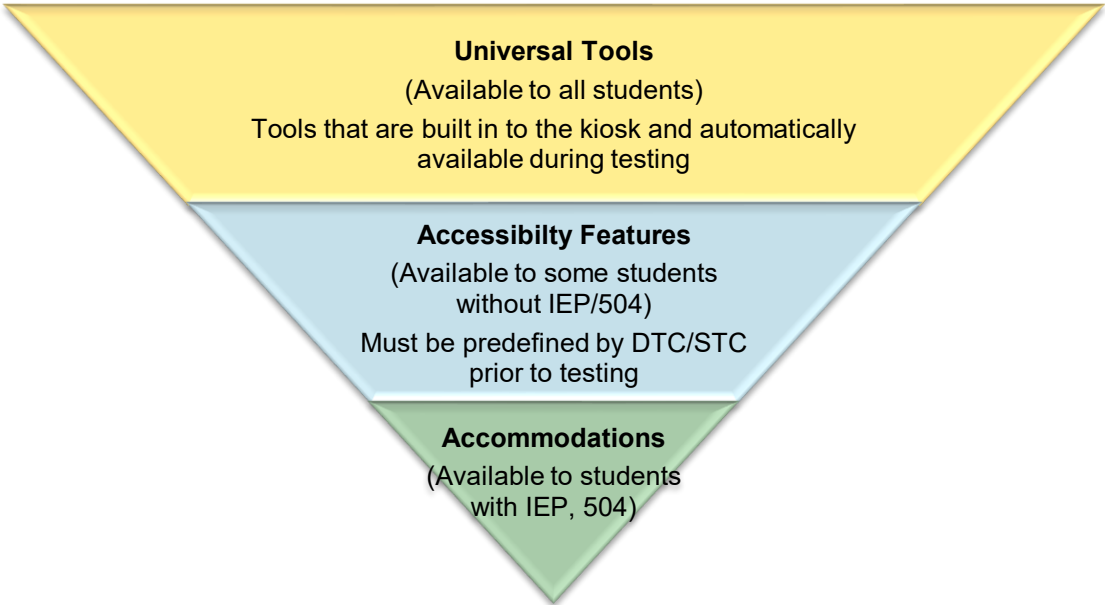 Universal Tools
(Available to all students)
Tools that are built in to the kiosk and automatically
available during testing
Accessibilty Features
(Available to some students
without IEP/504)
Must be predefined by DTC/STC
prior to testing
Accommodations
(Available to students
with IEP, 504)